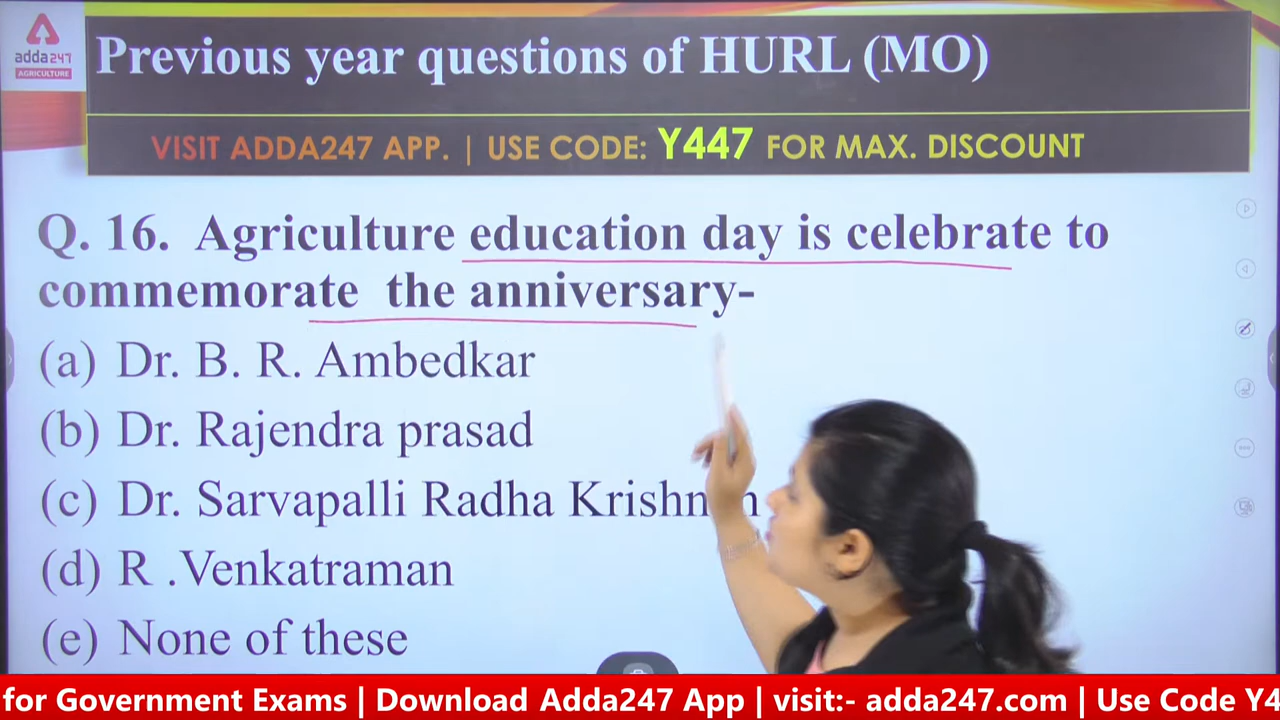 adda247
AGRICULTURE
Previous year questions of HURL (MO)
VISIT ADDA247 APP. | USE CODE: Y447 FOR MAX. DISCOUNT
Q. 16. Agriculture education day is celebrate to
commemorate the anniversary-
(a) Dr. B. R. Ambedkar
(b) Dr. Rajendra prasad
(c) Dr. Sarvapalli Radha Krishnan
(d) R .Venkatraman
(e) None of these
for Government Exams | Download Adda247 App | visit:- adda247.com | Use Code Y4